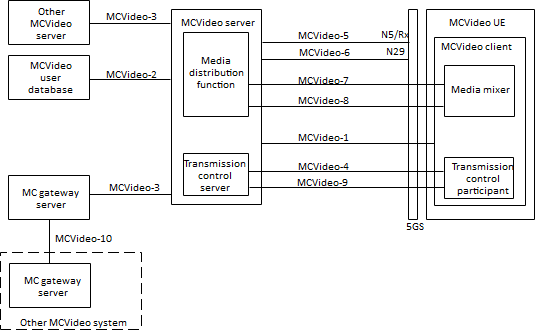 Other
MCVideo
server
MCVideo-3
MCVideo server
MCVideo UE
MCVideo-5
N5/Rx
MCVideo client
MCVideo-6
N29
MCVideo
user
database
MCVideo-2
Media
distribution
function
MCVideo-7
Media mixer
MCVideo-8
MCVideo-1
Transmission
control
server
MCVideo-4
MCVideo-9
Transmission
control
participant
MC gateway
server
MCVideo-3
5GS
MCVideo-10
MC gateway
server
Other MCVideo system